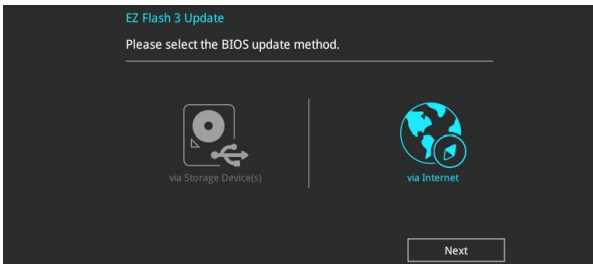 EZ Flash 3 Update
Please select the BIOS update method.
via Storage Device(s)
via Internet
Next